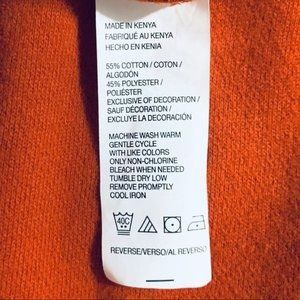 MADE IN KENYA
FABRIQUÉ AU KENYA
HECHO EN KENIA
55% COTTON / COTON /
ALGODÓN
45% POLYESTER /
POLIÉSTER
EXCLUSIVE OF DECORATION /
SAUF DÉCORATION /
EXCLUYE LA DECORACIÓN
MACHINE WASH WARM
GENTLE CYCLE
WITH LIKE COLORS
ONLY NON-CHLORINE
BLEACH WHEN NEEDED
TUMBLE DRY LOW
REMOVE PROMPTLY
COOL IRON
40C
REVERSE/VERSO/AL REVERSO